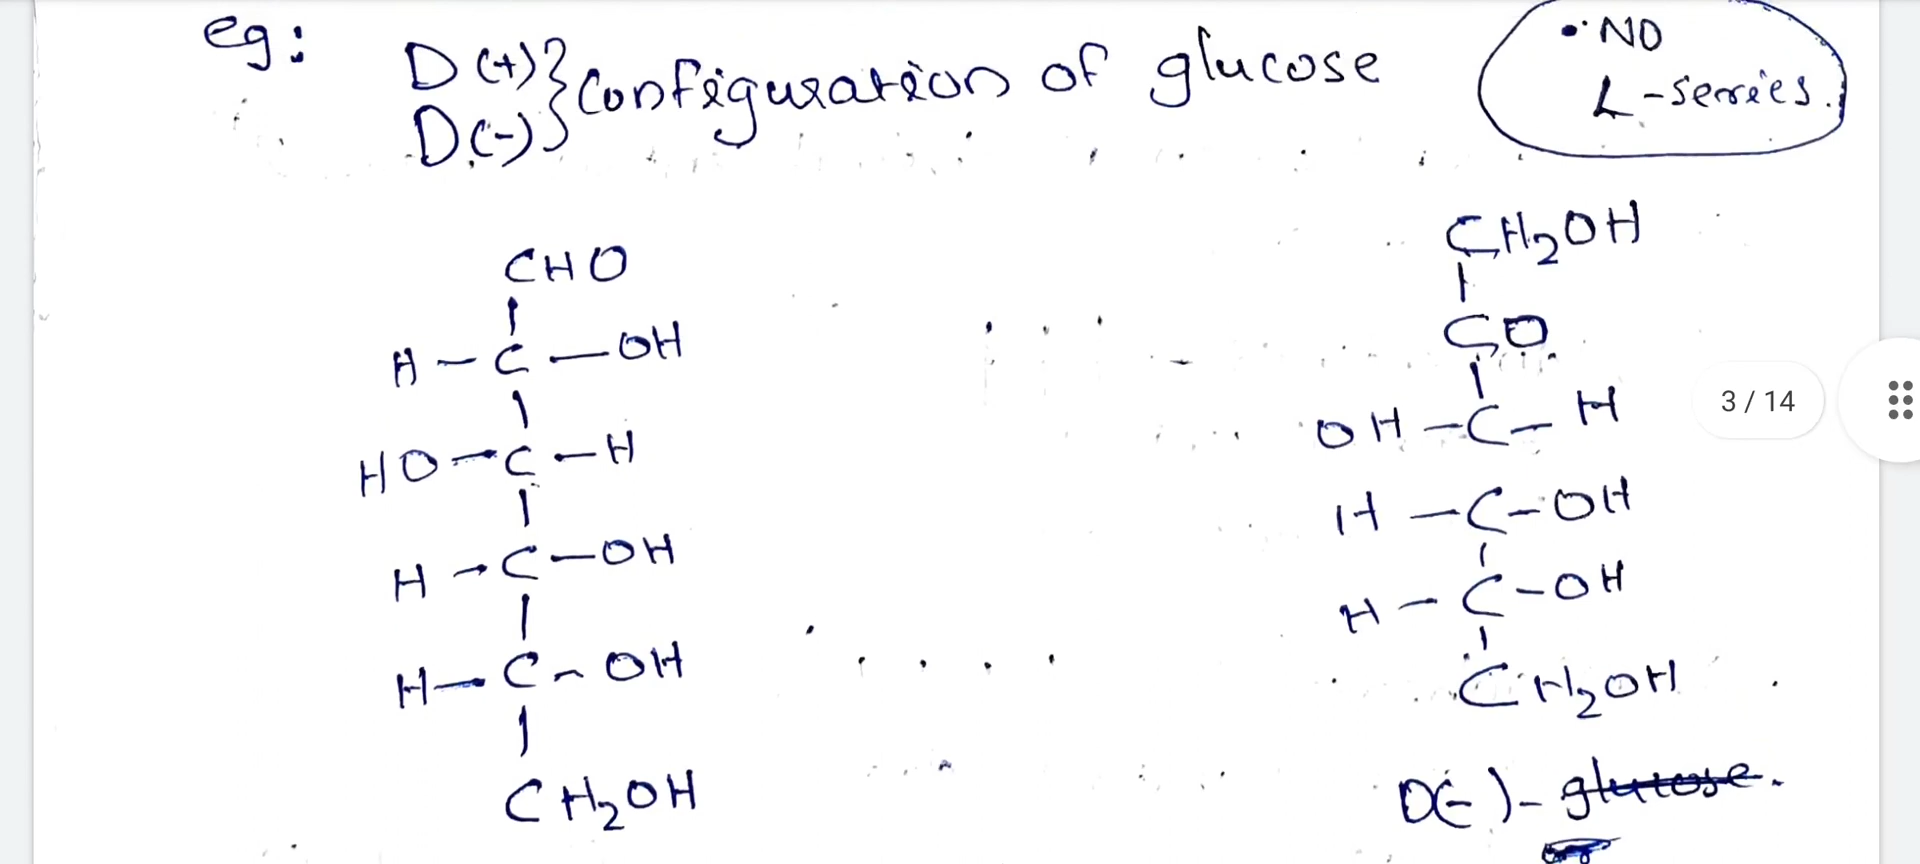 eg:
D(+)} configuration of glucose
D(-)}
• NO
L-series.
CHO
H-C-OH
HO-C-H
H-C-OH
H-C-OH
CH2OH
CH2OH
CO
OH-C-H
H-C-OH
H-C-OH
CH2OH
D(-)-glucose.
3 / 14